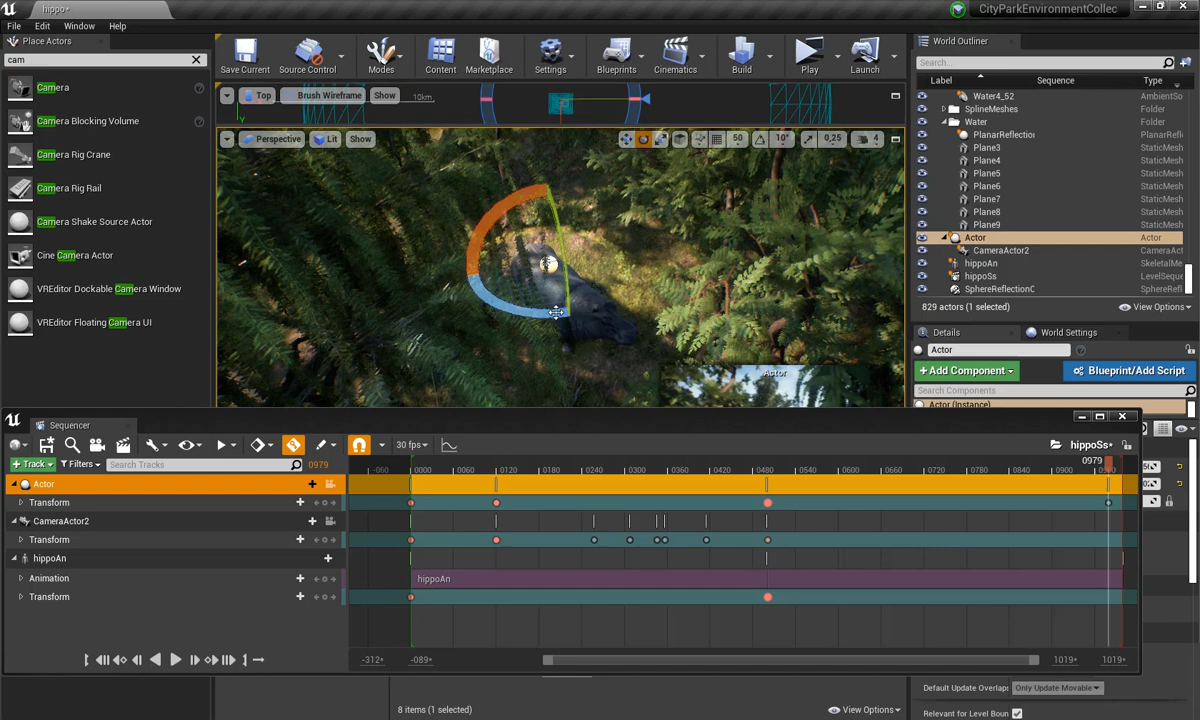 hippo*
CityParkEnvironmentCollec
File Edit Window Help
Place Actors
cam
Camera
Camera Blocking Volume
Camera Rig Crane
Camera Rig Rail
Camera Shake Source Actor
Cine Camera Actor
VREditor Dockable Camera Window
VREditor Floating Camera UI
Save Current Source Control Modes Content Marketplace Settings Blueprints Cinematics Build Play Launch
Top Brush Wireframe Show 10km
Y
Perspective Lit Show 50 10° 0,25 4
Actor
World Outliner
Search...
Label Sequence Type
Water4_52 AmbientSo
SplineMeshes Folder
Water Folder
PlanarReflection PlanarRefle
Plane3 StaticMesh
Plane4 StaticMesh
Plane5 StaticMesh
Plane6 StaticMesh
Plane7 StaticMesh
Plane8 StaticMesh
Plane9 StaticMesh
Actor Actor
CameraActor2 CameraAct
hippoAn SkeletalMe
hippoSs LevelSeque
SphereReflectionC SphereRefl
829 actors (1 selected) View Options
Details World Settings
Actor
+Add Component Blueprint/Add Script
Search Components
Actor (Instance)
Sequencer
30 fps hippoSs*
+ Track Filters Search Tracks 0979
-060 0000 0060 0120 0180 0240 0300 0360 0420 0480 0540 0600 0660 0720 0780 0840 0900 0979
Actor
Transform
CameraActor2
Transform
hippoAn
Animation hippoAn
Transform
-312+ -089+ 1019+ 1019+
8 items (1 selected) View Options
Default Update Overlap: Only Update Movable
Relevant for Level Boun